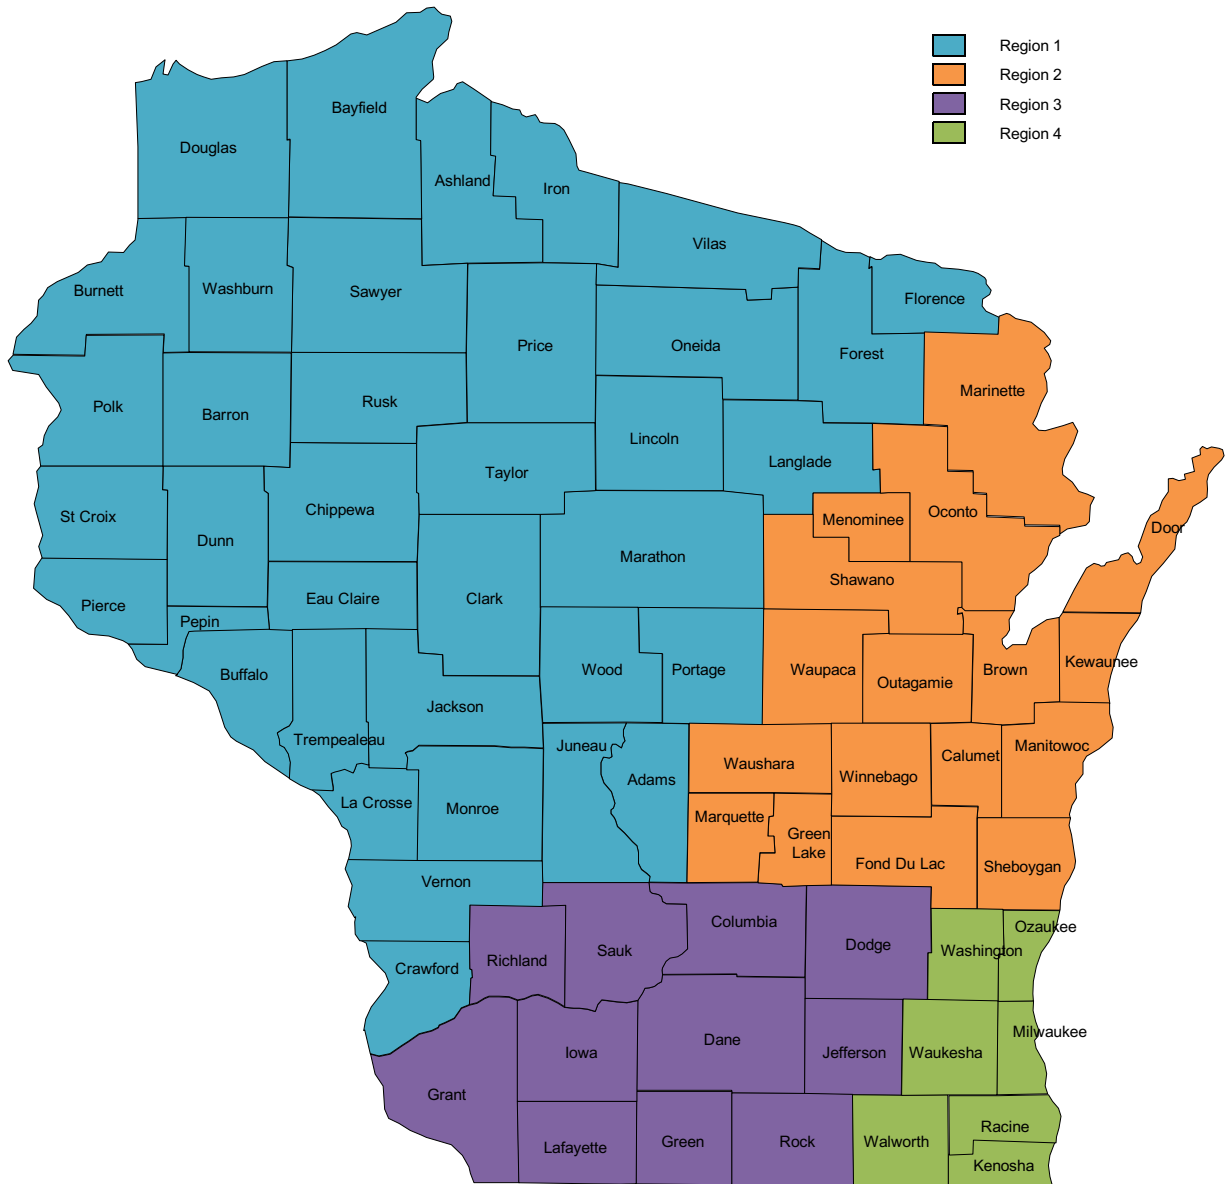 Region 1
Region 2
Region 3
Region 4
Bayfield
Douglas
Ashland
Iron
Vilas
Burnett
Washburn
Sawyer
Florence
Price
Oneida
Forest
Marinette
Polk
Barron
Rusk
Lincoln
Langlade
Taylor
St Croix
Chippewa
Menominee
Oconto
Door
Dunn
Marathon
Shawano
Pierce
Eau Claire
Clark
Pepin
Buffalo
Wood
Portage
Waupaca
Outagamie
Brown
Kewaunee
Jackson
Trempealeau
Juneau
Adams
Waushara
Winnebago
Calumet
Manitowoc
La Crosse
Monroe
Marquette
Green
Lake
Fond Du Lac
Sheboygan
Vernon
Columbia
Dodge
Washington
Ozaukee
Richland
Sauk
Crawford
Iowa
Dane
Jefferson
Waukesha
Milwaukee
Grant
Lafayette
Green
Rock
Walworth
Racine
Kenosha